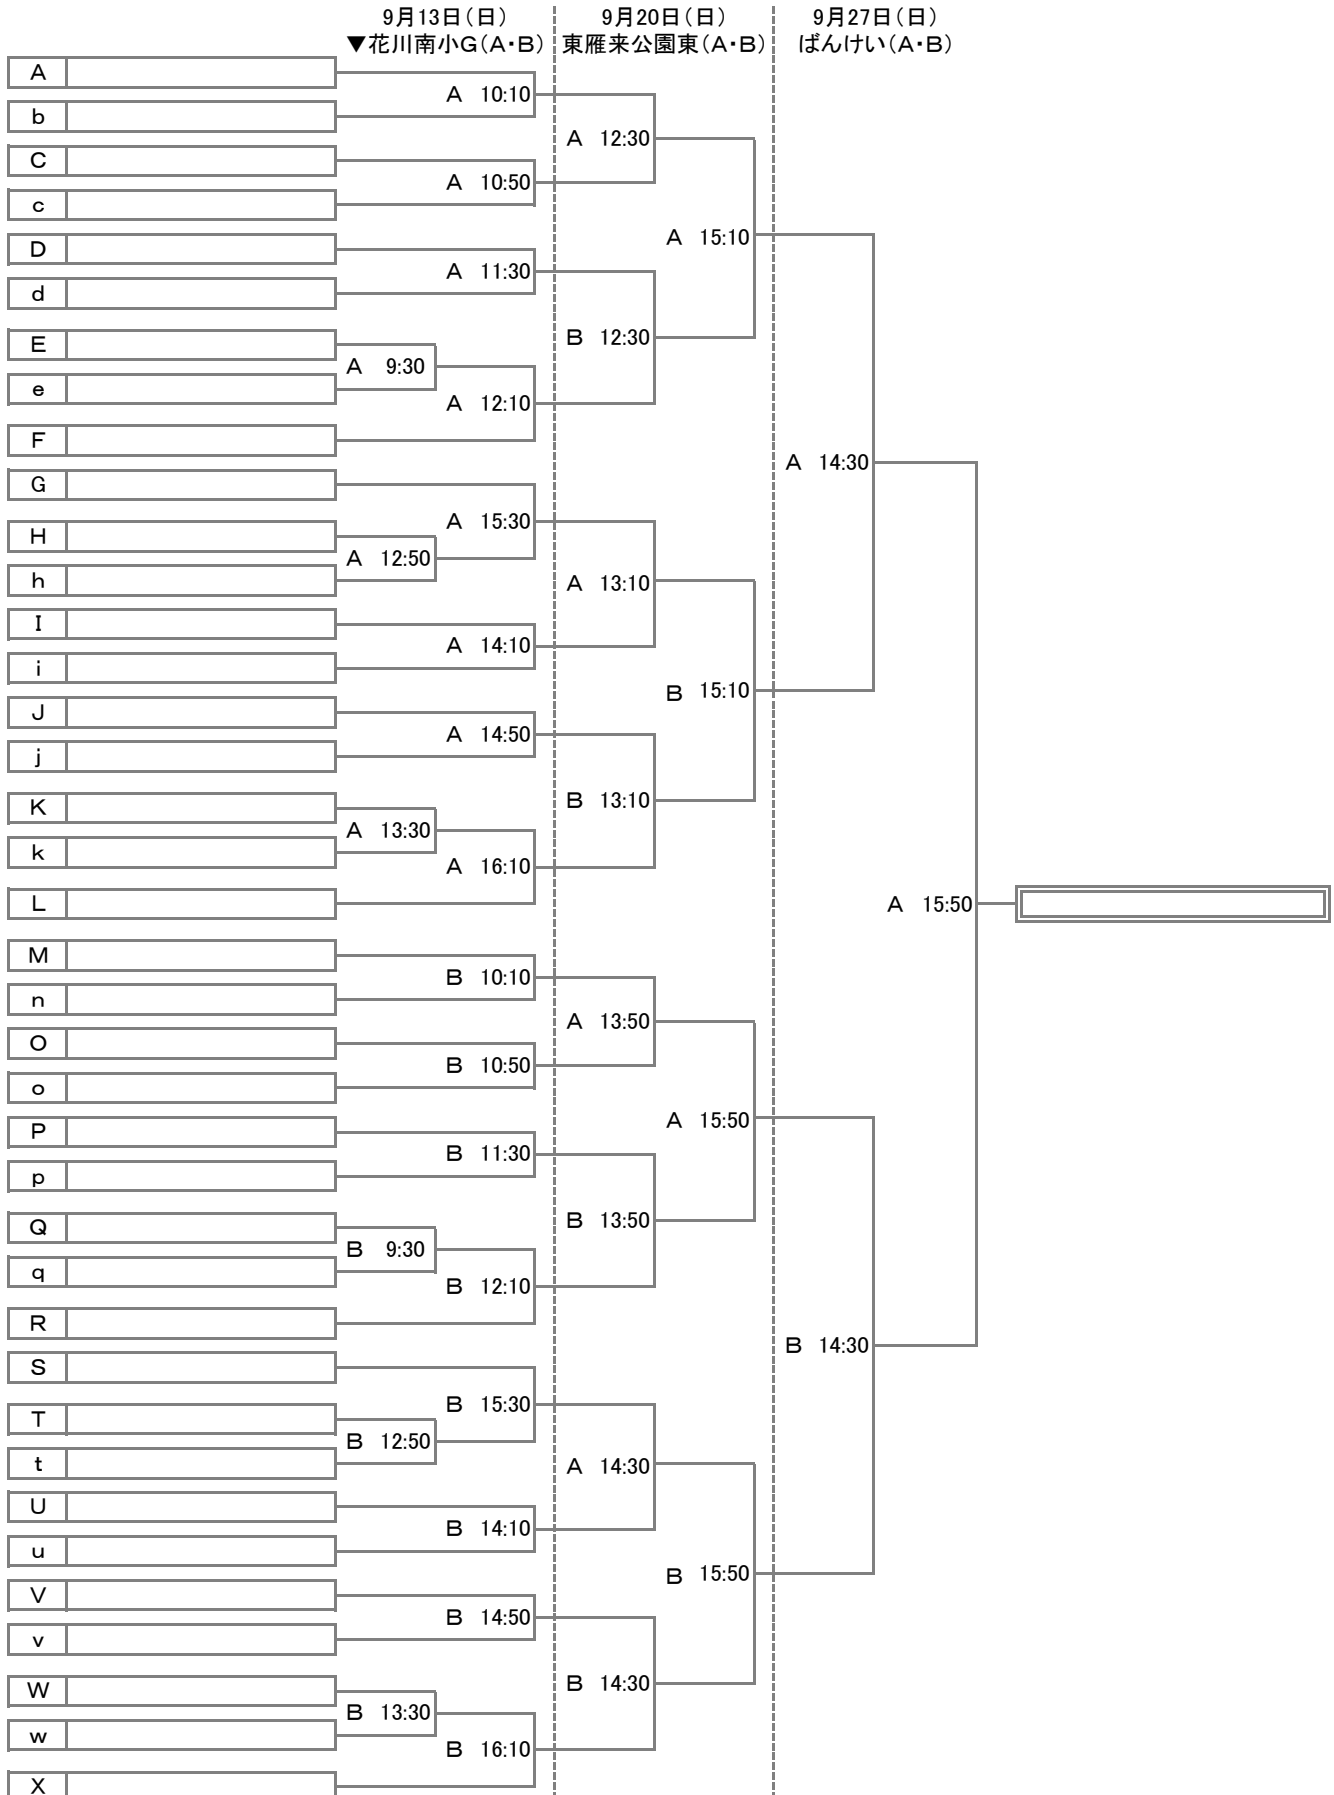 9月13日（日） 9月20日（日） 9月27日（日）
▼花川南小G（A・B） 東雁来公園東（A・B） ばんけい（A・B）
A
A 10:10
b
A 12:30
C
A 10:50
c
A 15:10
D
A 11:30
d
B 12:30
E
A 9:30
e
A 12:10
F
A 14:30
G
A 15:30
H
A 12:50
h
A 13:10
I
A 14:10
i
B 15:10
J
A 14:50
j
B 13:10
K
A 13:30
k
A 16:10
L
A 15:50
M
B 10:10
n
A 13:50
O
B 10:50
o
A 15:50
P
B 11:30
p
B 13:50
Q
B 9:30
q
B 12:10
R
B 14:30
S
B 15:30
T
B 12:50
t
A 14:30
U
B 14:10
u
B 15:50
V
B 14:50
v
B 14:30
W
B 13:30
w
B 16:10
X